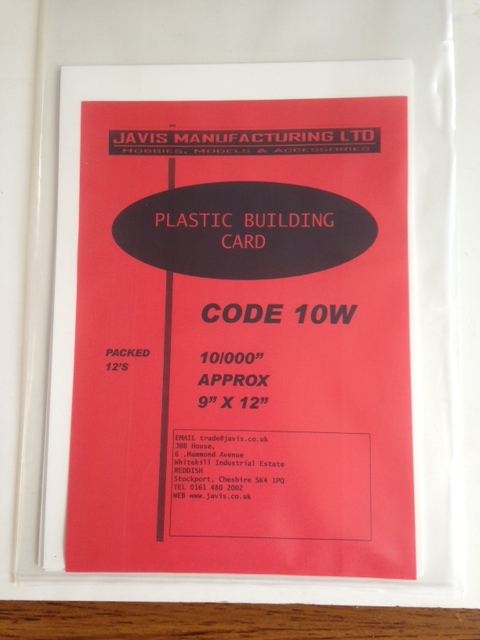 JAVIS MANUFACTURING LTD
HOBBIES, MODELS & ACCESSORIES
PLASTIC BUILDING
CARD
CODE 10W
PACKED
12'S
10/000"
APPROX
9" X 12"
EMAIL trade@javis.co.uk
JBB House,
6 ,Hammond Avenue
Whitehill Industrial Estate
REDDISH
Stockport, Cheshire SK4 1PQ
TEL 0161 480 2002
WEB www.javis.co.uk